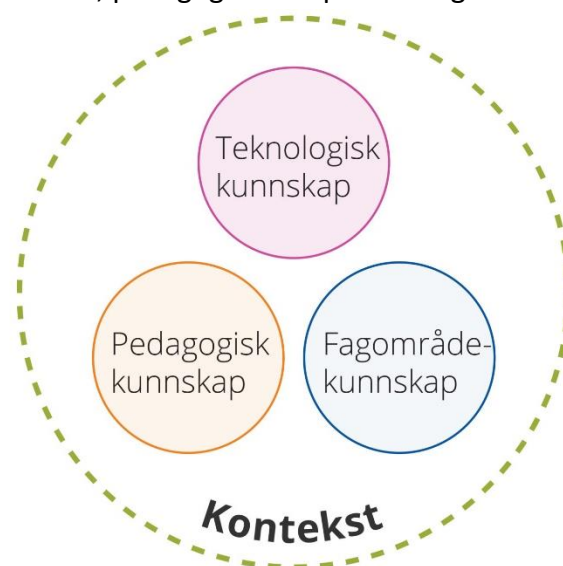 Teknologisk
kunnskap
Pedagogisk
kunnskap
Fagområde-
kunnskap
Kontekst